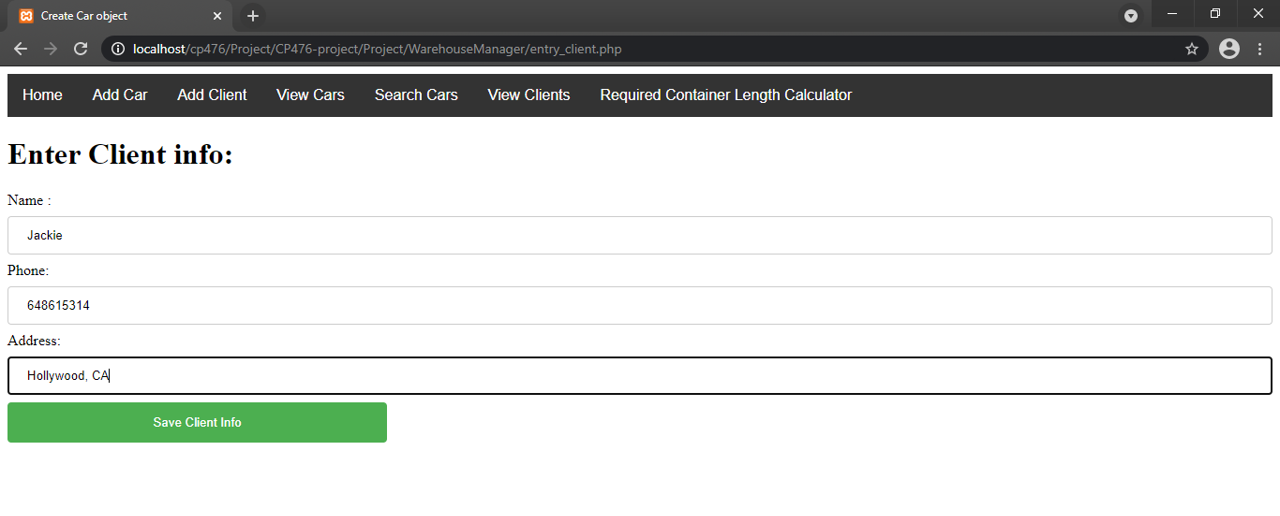 Create Car object
localhost/cp476/Project/CP476-project/Project/WarehouseManager/entry_client.php
Home Add Car Add Client View Cars Search Cars View Clients Required Container Length Calculator
Enter Client info:
Name :
Jackie
Phone:
648615314
Address:
Hollywood, CA
Save Client Info